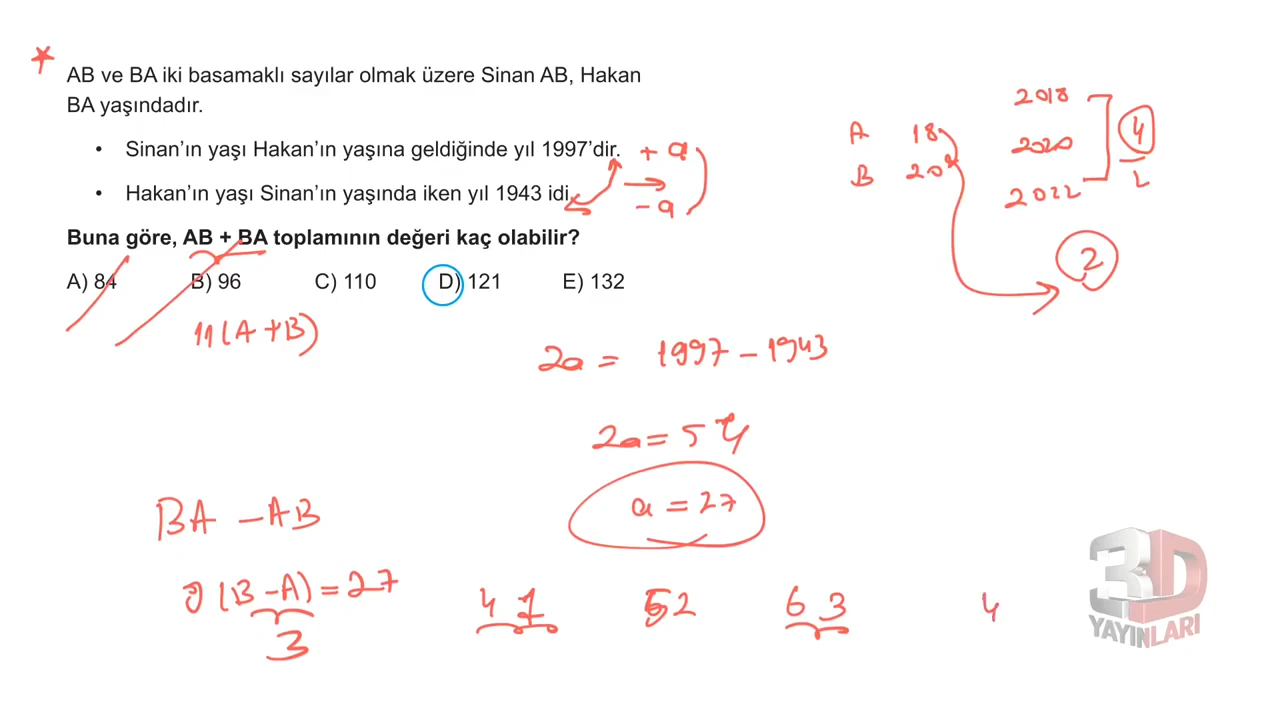 AB ve BA iki basamaklı sayılar olmak üzere Sinan AB, Hakan
BA yaşındadır.
• Sinan'ın yaşı Hakan'ın yaşına geldiğinde yıl 1997'dir. + a
• Hakan'ın yaşı Sinan'ın yaşında iken yıl 1943 idi. - a
Buna göre, AB + BA toplamının değeri kaç olabilir?
A) 84 B) 96 C) 110 D) 121 E) 132
11(A+B)
A 18
B 20
2018
2020
2022
4
2
2a = 1997 - 1943
2a = 54
a = 27
BA - AB
9(B-A) = 27
3
41 52 63 4
3D
YAYINLARI